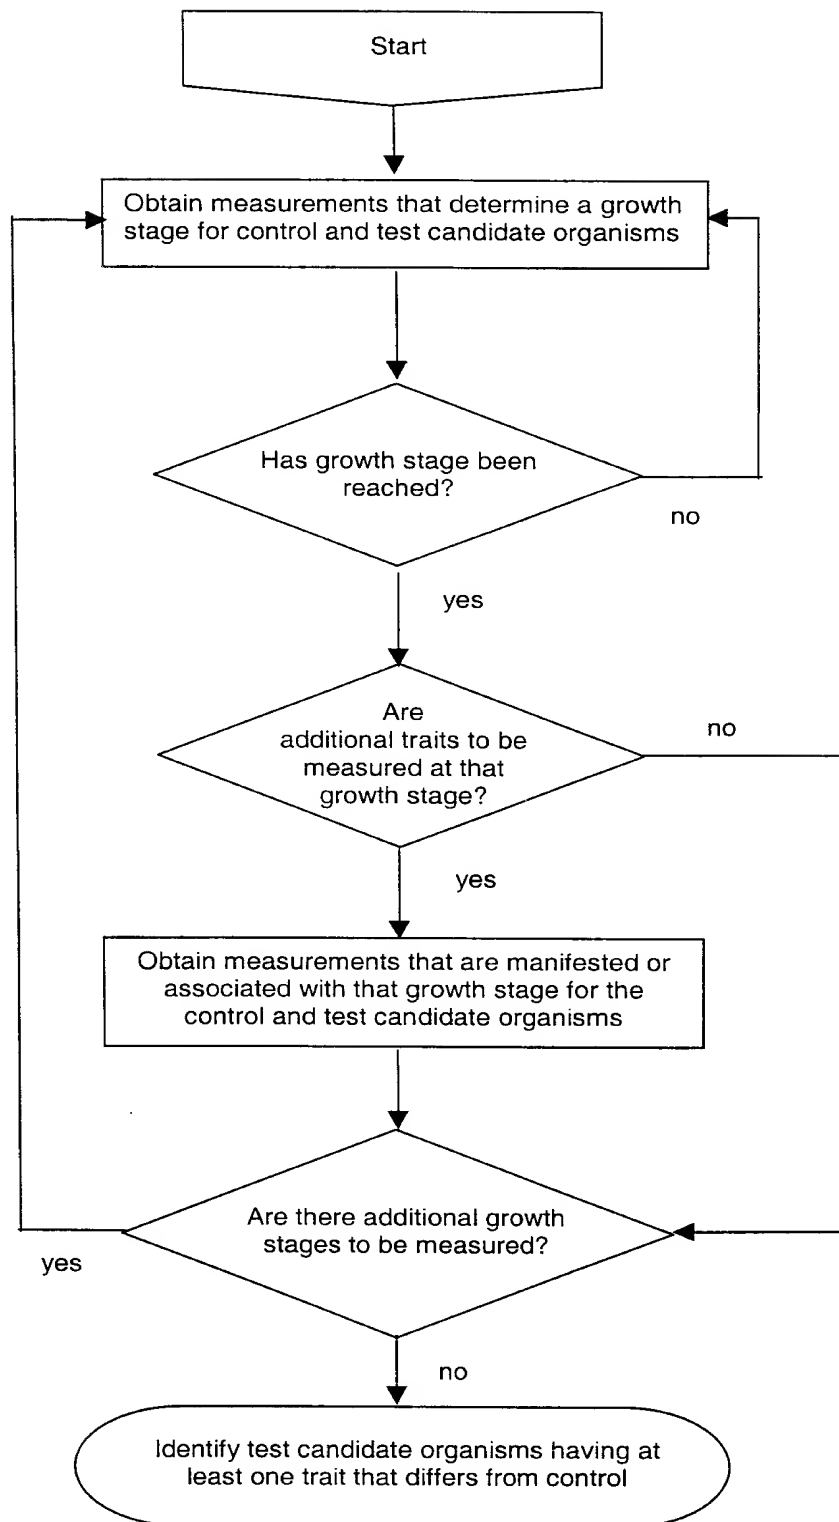 Start
Obtain measurements that determine a growth
stage for control and test candidate organisms
Has growth stage been
reached?
no
yes
Are
additional traits to be
measured at that
growth stage?
no
yes
Obtain measurements that are manifested or
associated with that growth stage for the
control and test candidate organisms
Are there additional growth
stages to be measured?
yes
no
Identify test candidate organisms having at
least one trait that differs from control